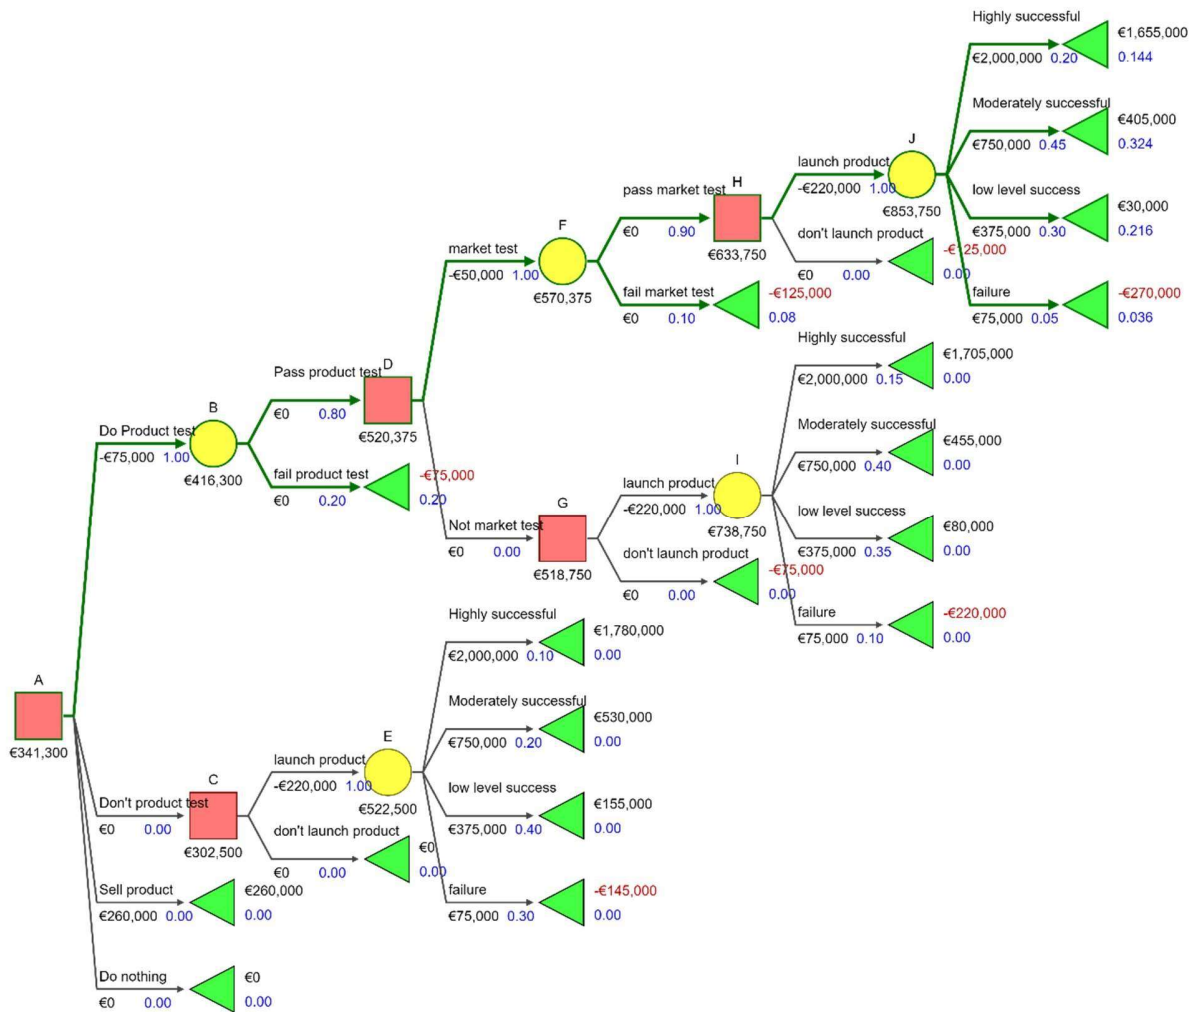 Highly successful
€1,655,000
€2,000,000 0.20
0.144
Moderately successful
€405,000
€750,000 0.45
0.324
J
launch product
-€220,000 1.00
€853,750
low level success
€30,000
€375,000 0.30
0.216
pass market test
H
€0 0.90
€633,750
don't launch product
-€125,000
€0 0.00
0.00
failure
-€270,000
€75,000 0.05
0.036
market test
F
-€50,000 1.00
€570,375
fail market test
-€125,000
€0 0.10
0.08
Highly successful
€1,705,000
€2,000,000 0.15
0.00
Pass product test
D
€0 0.80
€520,375
Do Product test
B
-€75,000 1.00
€416,300
fail product test
-€75,000
€0 0.20
0.20
Moderately successful
€455,000
€750,000 0.40
0.00
I
launch product
-€220,000 1.00
€738,750
Not market test
G
€0 0.00
€518,750
low level success
€80,000
€375,000 0.35
0.00
don't launch product
-€75,000
€0 0.00
0.00
failure
-€220,000
€75,000 0.10
0.00
Highly successful
€1,780,000
€2,000,000 0.10
0.00
A
€341,300
Moderately successful
€530,000
€750,000 0.20
0.00
E
launch product
-€220,000 1.00
€522,500
Don't product test
C
€0 0.00
€302,500
low level success
€155,000
€375,000 0.40
0.00
don't launch product
€0
€0 0.00
0.00
failure
-€145,000
€75,000 0.30
0.00
Sell product
€260,000
€260,000 0.00
0.00
Do nothing
€0
€0 0.00
0.00